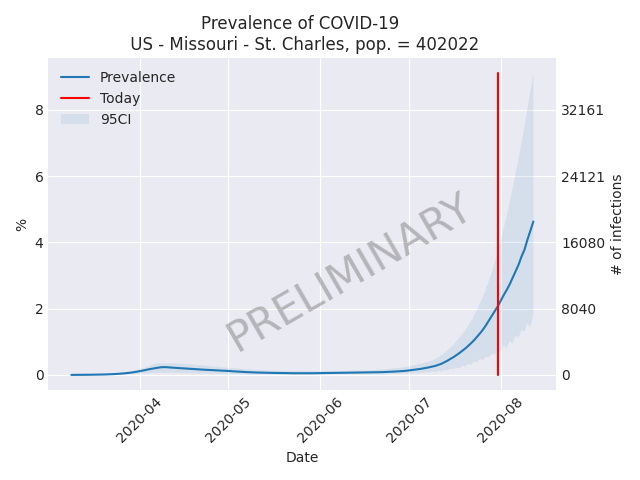 Prevalence of COVID-19
US - Missouri - St. Charles, pop. = 402022
Prevalence
Today
95CI
PRELIMINARY
%
8
6
4
2
0
32161
24121
16080
8040
0
# of infections
2020-04
2020-05
2020-06
2020-07
2020-08
Date